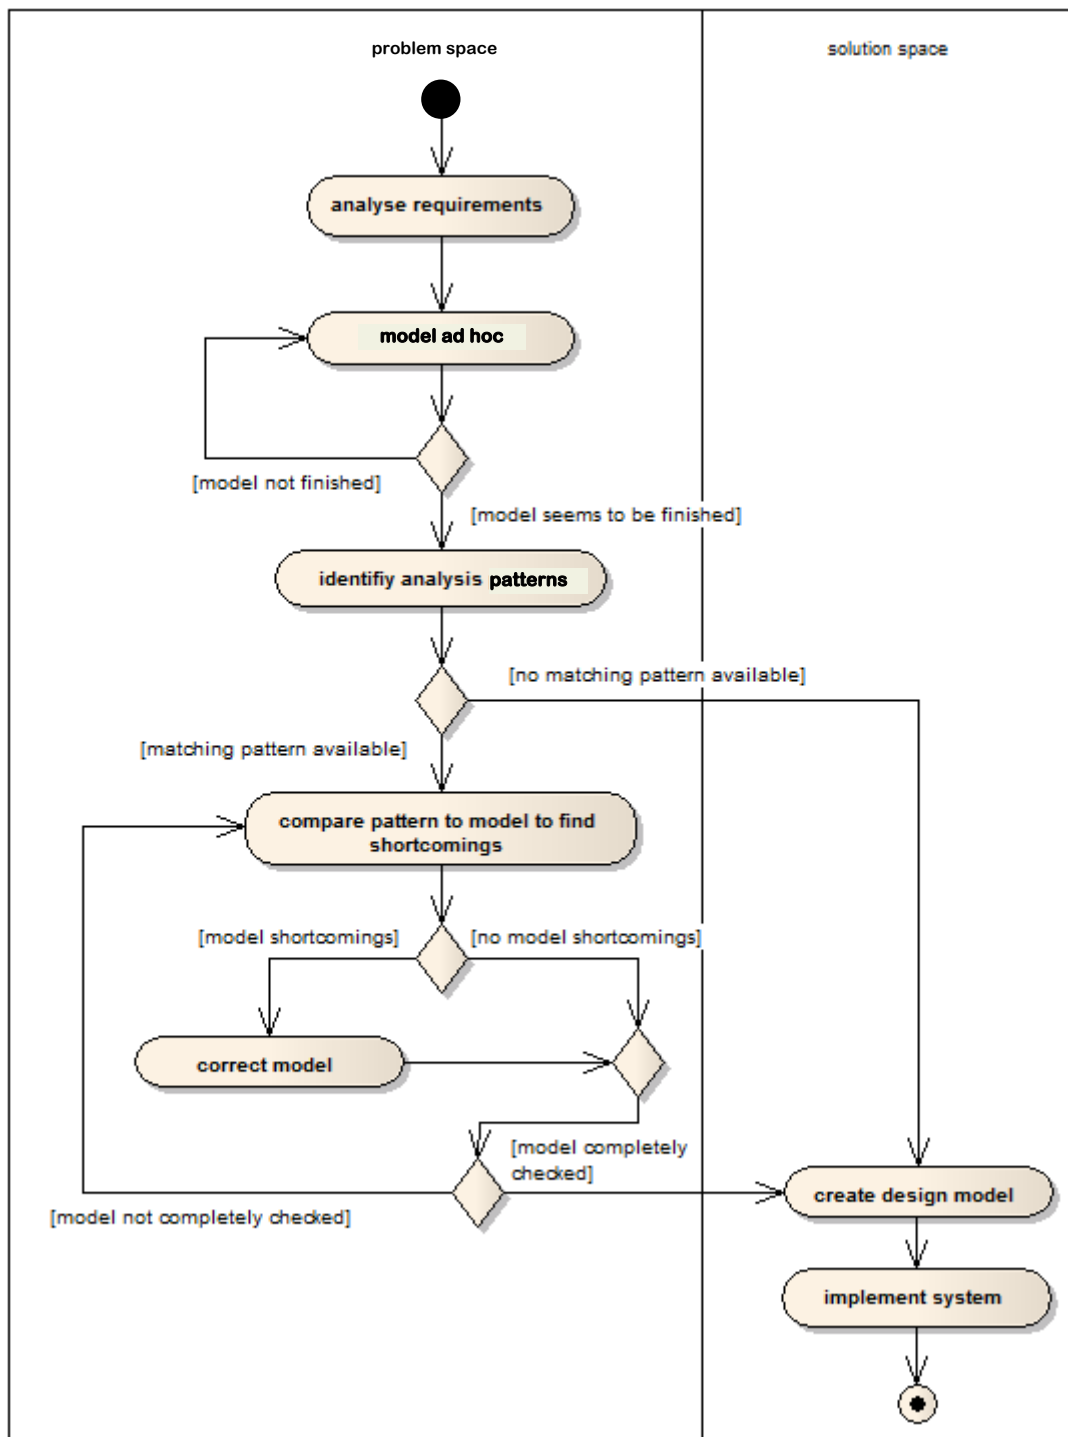 problem space
solution space
analyse requirements
model ad hoc
[model not finished]
[model seems to be finished]
identifiy analysis patterns
[no matching pattern available]
[matching pattern available]
compare pattern to model to find
shortcomings
[model shortcomings]
[no model shortcomings]
correct model
[model completely
checked]
create design model
[model not completely checked]
implement system